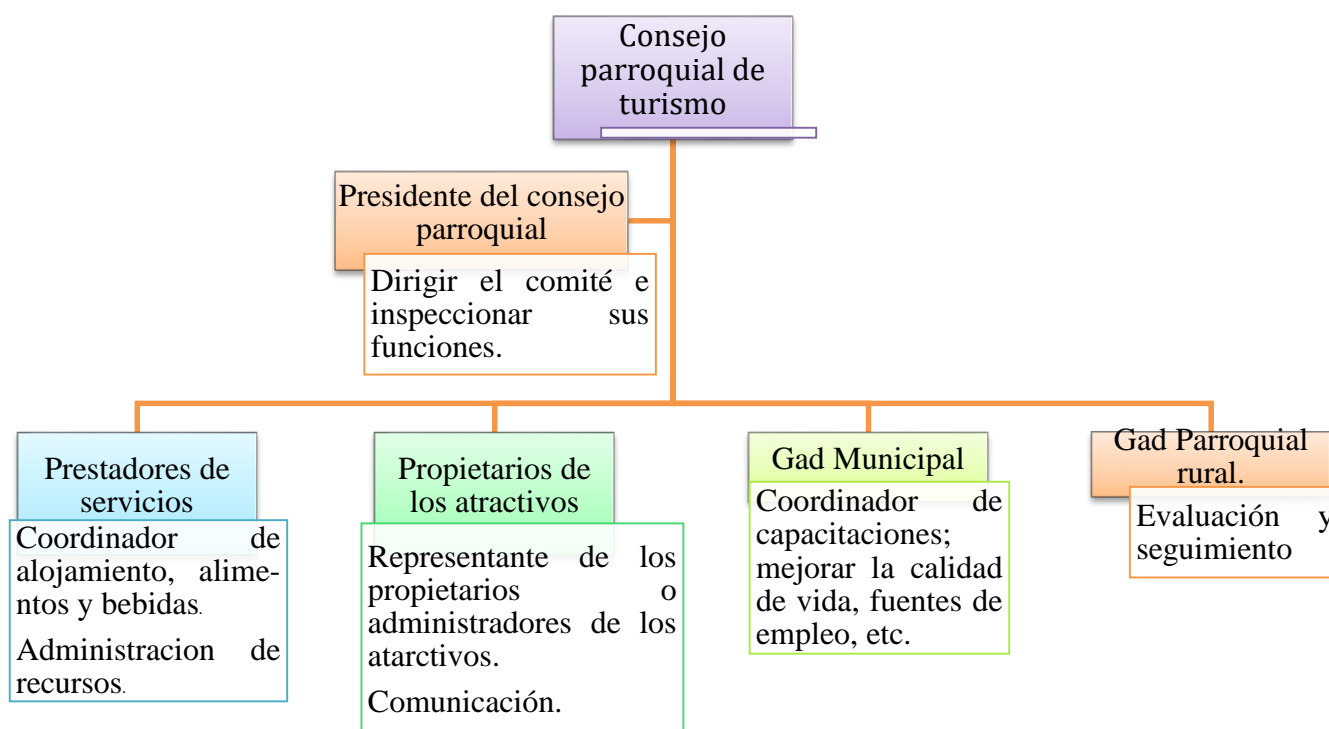 Consejo
parroquial de
turismo
Presidente del consejo
parroquial
Dirigir el comité e
inspeccionar sus
funciones.
Prestadores de
servicios
Coordinador de
alojamiento, alime-
ntos y bebidas.
Administracion de
recursos.
Propietarios de
los atractivos
Representante de los
propietarios o
administradores de los
atarctivos.
Comunicación.
Gad Municipal
Coordinador de
capacitaciones;
mejorar la calidad
de vida, fuentes de
empleo, etc.
Gad Parroquial
rural.
Evaluación y
seguimiento